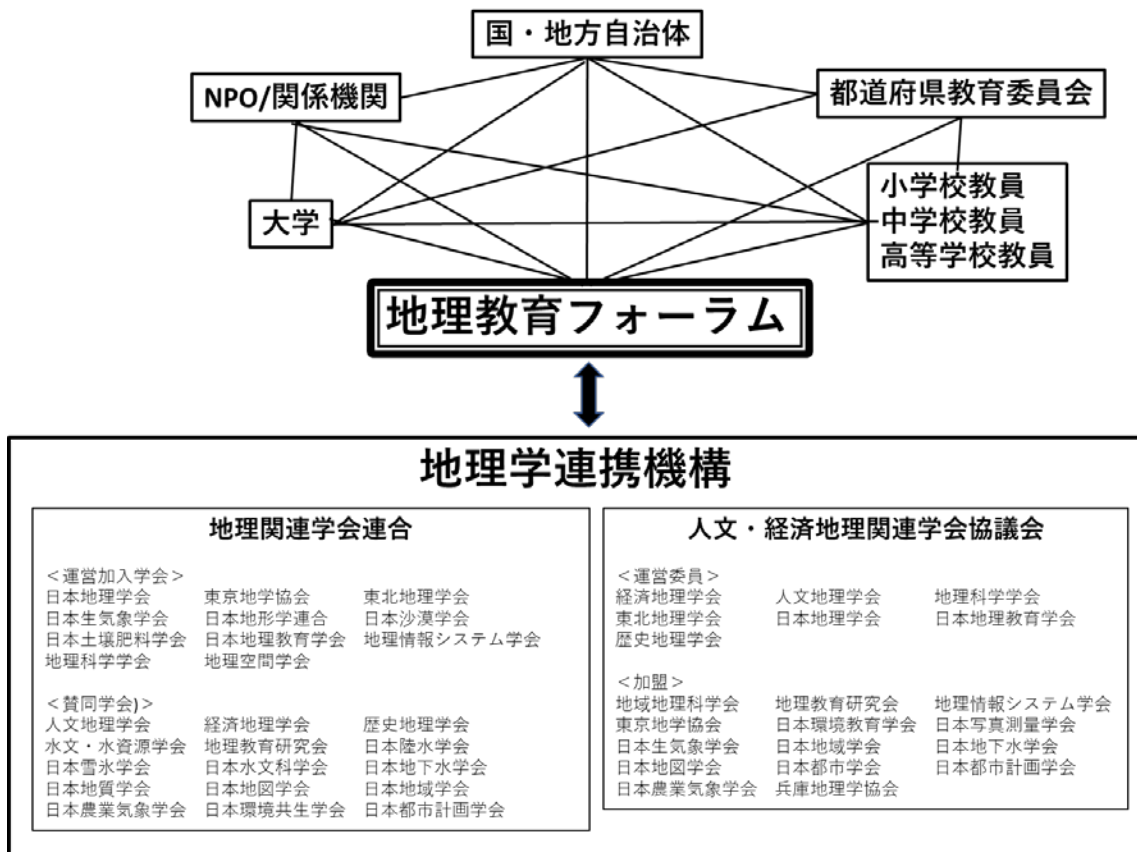 国・地方自治体
NPO/関係機関
都道府県教育委員会
大学
小学校教員
中学校教員
高等学校教員
地理教育フォーラム
地理学連携機構
地理関連学会連合
＜運営加入学会＞
日本地理学会 東京地学協会 東北地理学会
日本生気象学会 日本地形学連合 日本沙漠学会
日本土壌肥料学会 日本地理教育学会 地理情報システム学会
地理科学学会 地理空間学会
＜賛同学会)＞
人文地理学会 経済地理学会 歴史地理学会
水文・水資源学会 地理教育研究会 日本陸水学会
日本雪氷学会 日本水文科学会 日本地下水学会
日本地質学会 日本地図学会 日本地域学会
日本農業気象学会 日本環境共生学会 日本都市計画学会
人文・経済地理関連学会協議会
＜運営委員＞
経済地理学会 人文地理学会 地理科学学会
東北地理学会 日本地理学会 日本地理教育学会
歴史地理学会
＜加盟＞
地域地理科学会 地理教育研究会 地理情報システム学会
東京地学協会 日本環境教育学会 日本写真測量学会
日本生気象学会 日本地域学会 日本地下水学会
日本地図学会 日本都市学会 日本都市計画学会
日本農業気象学会 兵庫地理学協会